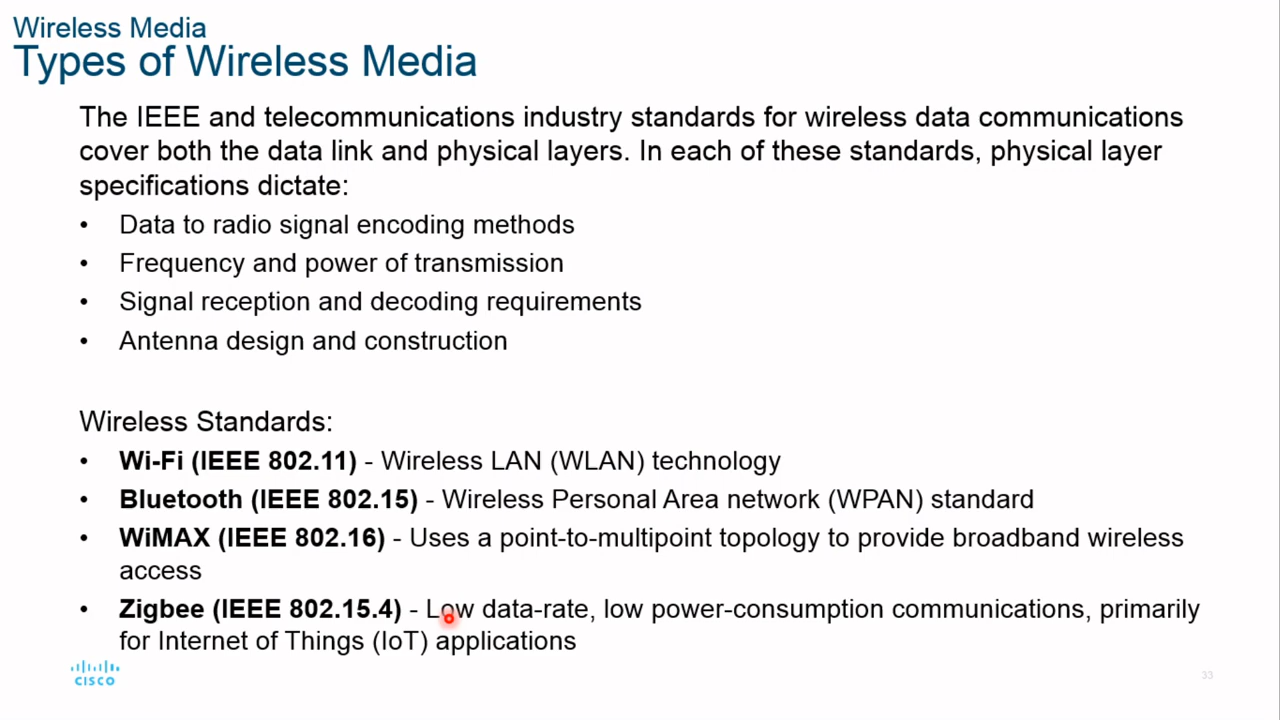 Wireless Media
Types of Wireless Media
The IEEE and telecommunications industry standards for wireless data communications
cover both the data link and physical layers. In each of these standards, physical layer
specifications dictate:
• Data to radio signal encoding methods
• Frequency and power of transmission
• Signal reception and decoding requirements
• Antenna design and construction
Wireless Standards:
• Wi-Fi (IEEE 802.11) - Wireless LAN (WLAN) technology
• Bluetooth (IEEE 802.15) - Wireless Personal Area network (WPAN) standard
• WiMAX (IEEE 802.16) - Uses a point-to-multipoint topology to provide broadband wireless
access
• Zigbee (IEEE 802.15.4) - Low data-rate, low power-consumption communications, primarily
for Internet of Things (IoT) applications
CISCO
33